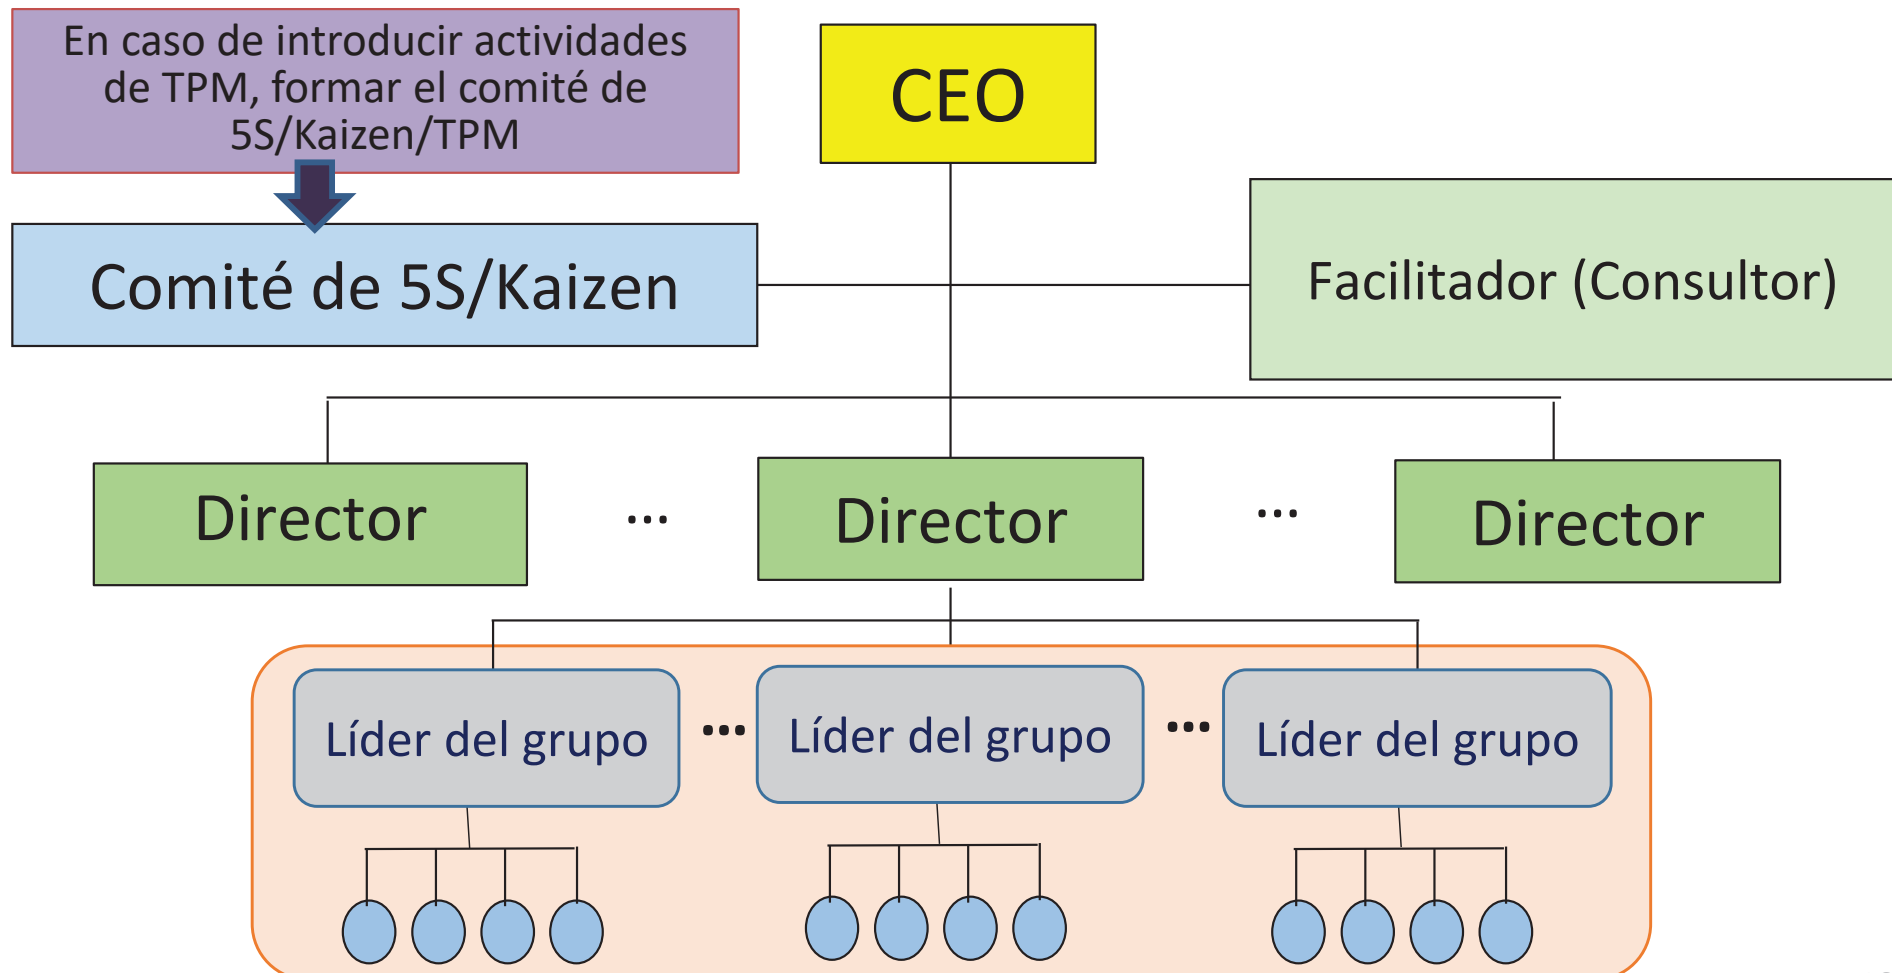 En caso de introducir actividades
de TPM, formar el comité de
5S/Kaizen/TPM
CEO
Comité de 5S/Kaizen
Facilitador (Consultor)
Director
...
Director
...
Director
Líder del grupo
...
Líder del grupo
...
Líder del grupo